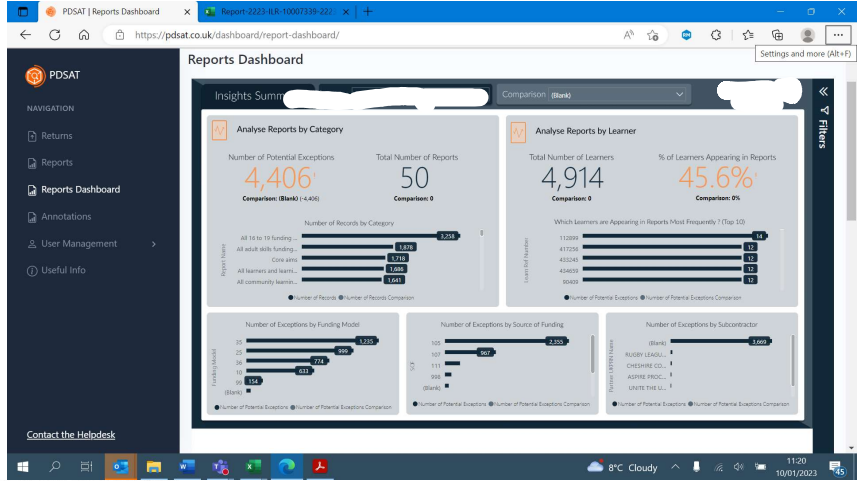 PDSAT | Reports Dashboard
Report-2223-ILR-10007339-222
https://pdsat.co.uk/dashboard/report-dashboard/
Settings and more (Alt+F)
PDSAT
NAVIGATION
Returns
Reports
Reports Dashboard
Annotations
User Management
Useful Info
Contact the Helpdesk
Reports Dashboard
Insights Summ
Comparison (Blank)
Filters
Analyse Reports by Category
Number of Potential Exceptions
Total Number of Reports
4,406!
50
Comparison: (Blank) (-4,406)
Comparison: 0
Number of Records by Category
Report Name
All 16 to 19 funding ... 3,258
All adult skills funding... 1,878
Core aims 1,718
All learners and learni... 1,686
All community learnin... 1,641
Number of Records Number of Records Comparison
Analyse Reports by Learner
Total Number of Learners
% of Learners Appearing in Reports
4,914
45.6%!
Comparison: 0
Comparison: 0%
Which Learners are Appearing in Reports Most Frequently ? (Top 10)
Learn Ref Number
112899 14
417256 12
433245 12
434639 12
90409 12
Number of Potential Exceptions Number of Potential Exceptions Comparison
Number of Exceptions by Funding Model
Funding Model
35 1,235
25 999
36 774
10 633
99 154
(Blank)
Number of Potential Exceptions Number of Potential Exceptions Comparison
Number of Exceptions by Source of Funding
SOF
105 2,355
107 967
111
998
(Blank)
Number of Potential Exceptions Number of Potential Exceptions Comparison
Number of Exceptions by Subcontractor
(Blank) 3,669
RUGBY LEAGU...
CHESHIRE CO...
ASPIRE PROC...
UNITE THE U...
Number of Potential Exceptions Number of Potential Exceptions Comparison
8°C Cloudy
11:20
10/01/2023
45